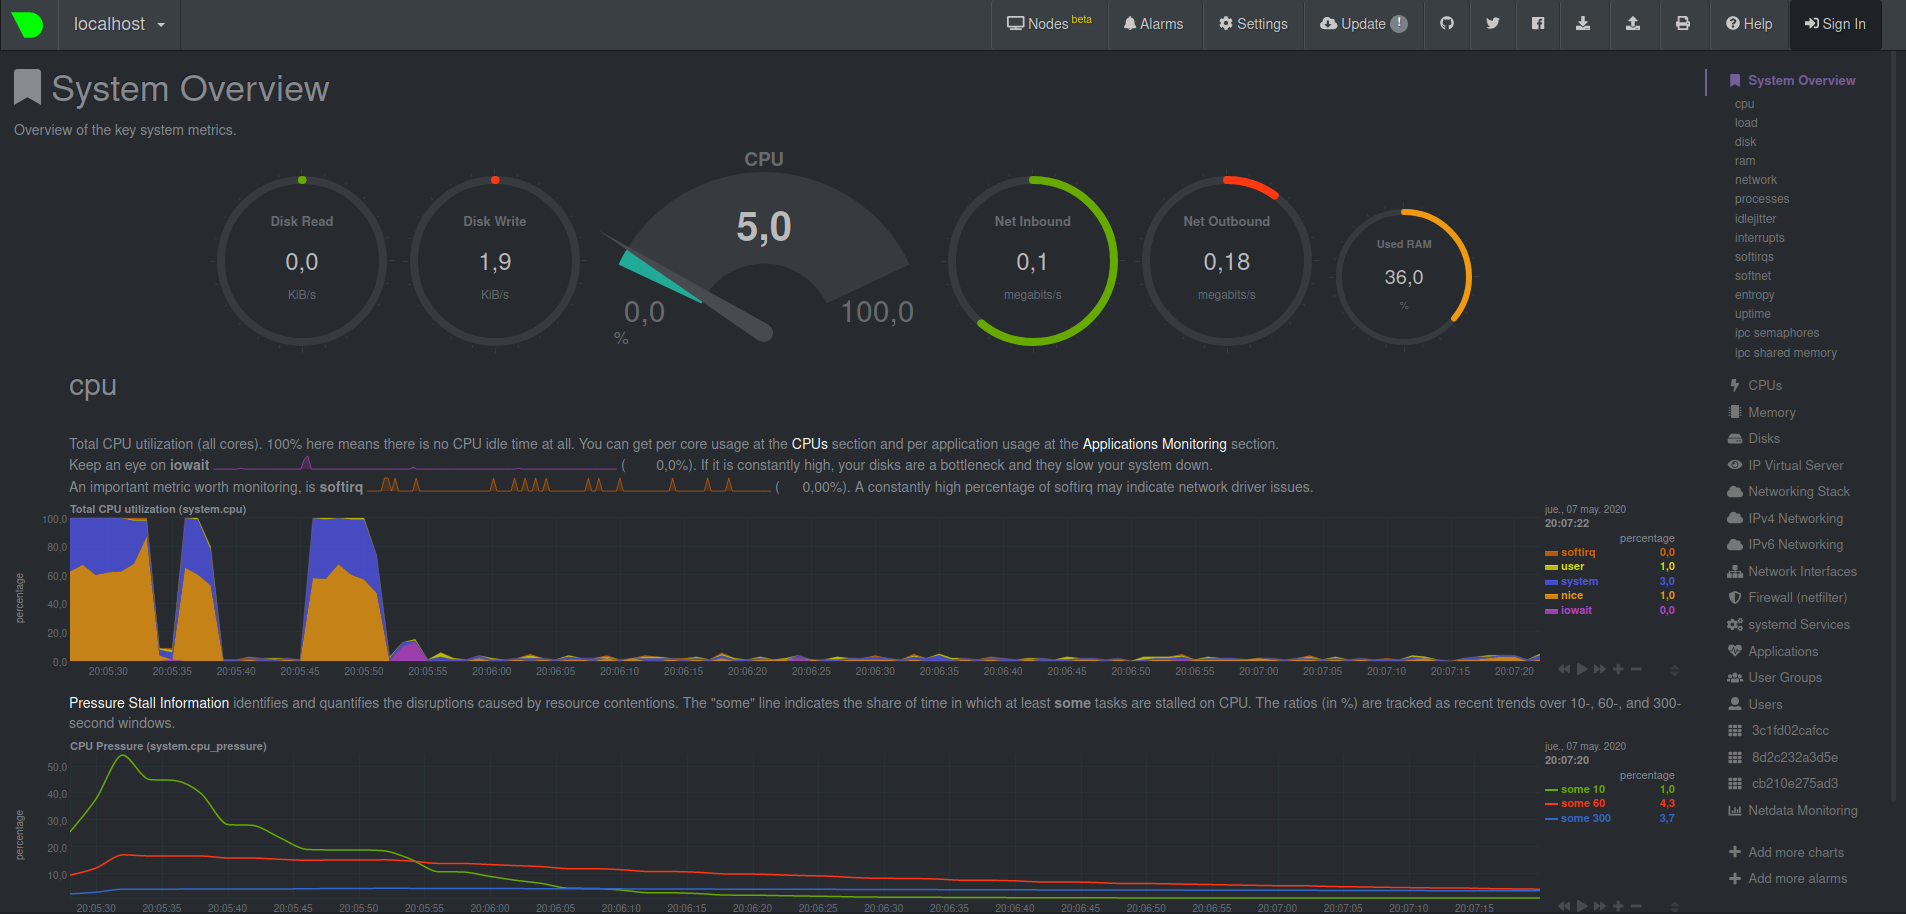 localhost
Nodes beta
Alarms
Settings
Update !
Help
Sign In
System Overview
Overview of the key system metrics.
Disk Read
0,0
KiB/s
Disk Write
1,9
KiB/s
CPU
5,0
0,0
100,0
%
Net Inbound
0,1
megabits/s
Net Outbound
0,18
megabits/s
Used RAM
36,0
%
cpu
Total CPU utilization (all cores). 100% here means there is no CPU idle time at all. You can get per core usage at the CPUs section and per application usage at the Applications Monitoring section.
Keep an eye on iowait ( 0,0%). If it is constantly high, your disks are a bottleneck and they slow your system down.
An important metric worth monitoring, is softirq ( 0,00%). A constantly high percentage of softirq may indicate network driver issues.
Total CPU utilization (system.cpu)
percentage
100,0
80,0
60,0
40,0
20,0
0,0
20:05:30 20:05:35 20:05:40 20:05:45 20:05:50 20:05:55 20:06:00 20:06:05 20:06:10 20:06:15 20:06:20 20:06:25 20:06:30 20:06:35 20:06:40 20:06:45 20:06:50 20:06:55 20:07:00 20:07:05 20:07:10 20:07:15 20:07:20
jue., 07 may. 2020
20:07:22
percentage
softirq 0,0
user 1,0
system 3,0
nice 1,0
iowait 0,0
Pressure Stall Information identifies and quantifies the disruptions caused by resource contentions. The "some" line indicates the share of time in which at least some tasks are stalled on CPU. The ratios (in %) are tracked as recent trends over 10-, 60-, and 300-
second windows.
CPU Pressure (system.cpu_pressure)
percentage
50,0
40,0
30,0
20,0
10,0
20:05:30 20:05:35 20:05:40 20:05:45 20:05:50 20:05:55 20:06:00 20:06:05 20:06:10 20:06:15 20:06:20 20:06:25 20:06:30 20:06:35 20:06:40 20:06:45 20:06:50 20:06:55 20:07:00 20:07:05 20:07:10 20:07:15
jue., 07 may. 2020
20:07:20
percentage
some 10 1,0
some 60 4,3
some 300 3,7
System Overview
cpu
load
disk
ram
network
processes
idlejitter
interrupts
softirqs
softnet
entropy
uptime
ipc semaphores
ipc shared memory
CPUs
Memory
Disks
IP Virtual Server
Networking Stack
IPv4 Networking
IPv6 Networking
Network Interfaces
Firewall (netfilter)
systemd Services
Applications
User Groups
Users
3c1fd02cafcc
8d2c232a3d5e
cb210e275ad3
Netdata Monitoring
Add more charts
Add more alarms